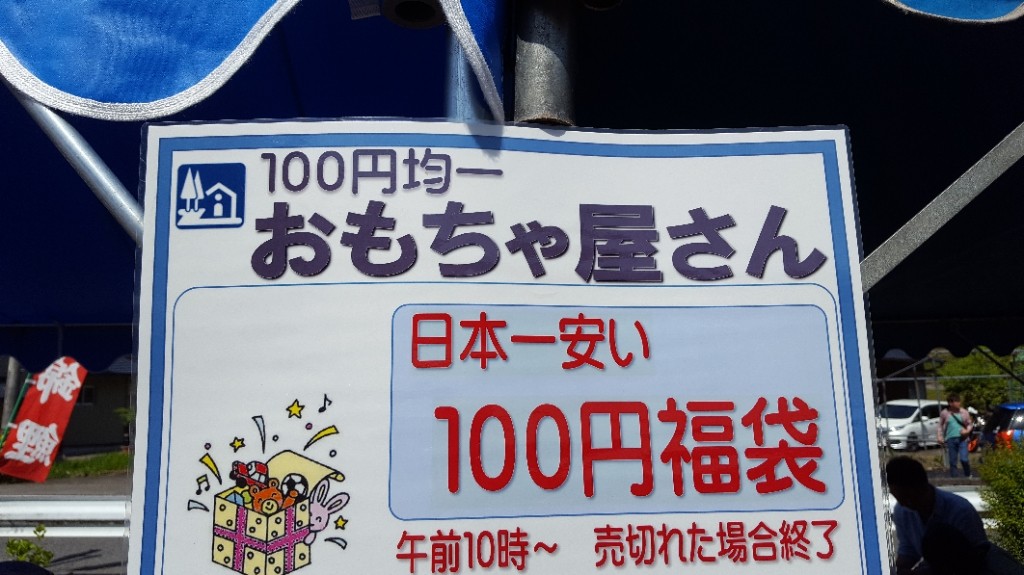 100円均一
おもちゃ屋さん
日本一安い
100円福袋
午前10時～ 売切れた場合終了